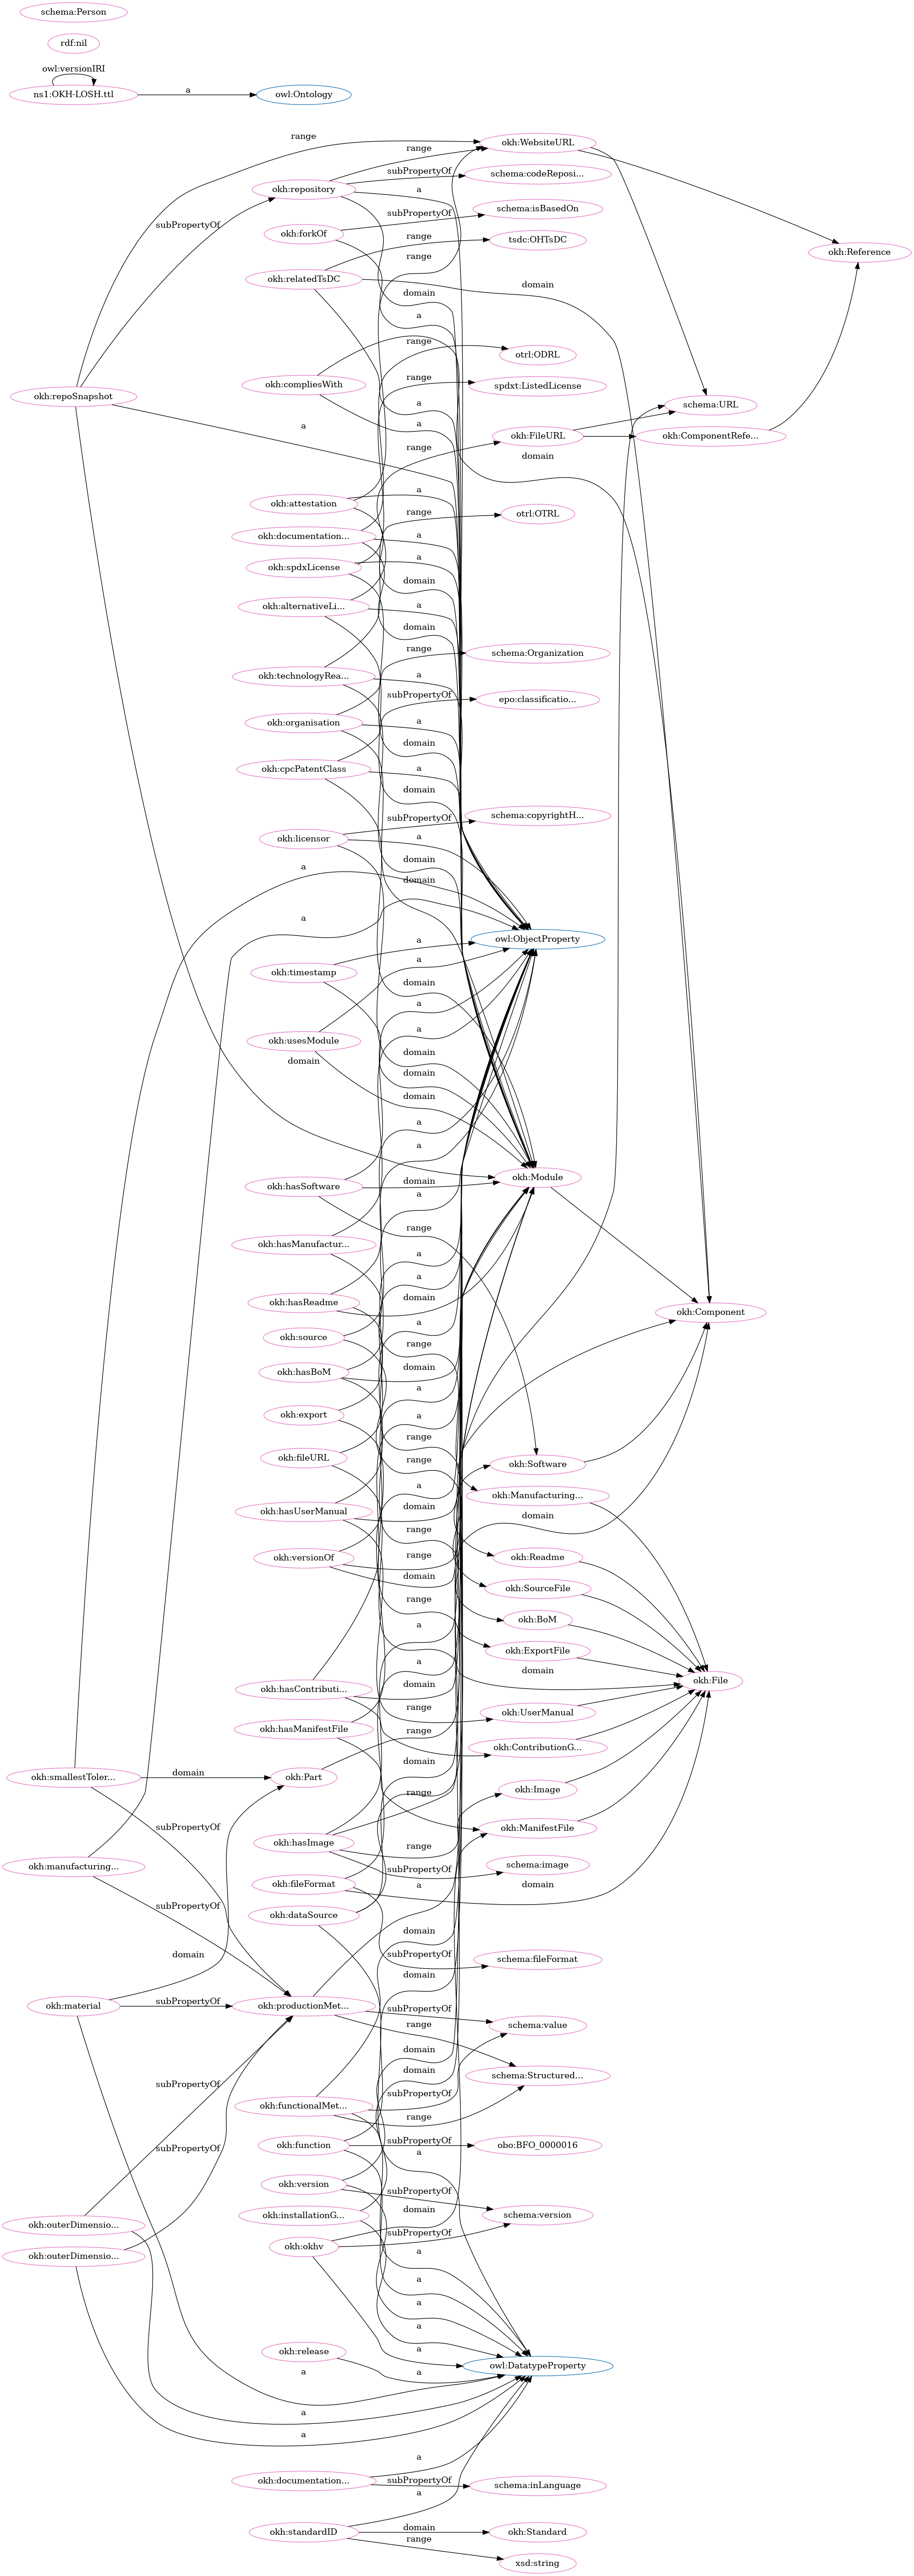 schema:Person
rdf:nil
owl:versionIRI
ns1:OKH-LOSH.ttl
a
owl:Ontology
range
okh:WebsiteURL
range
subPropertyOf
schema:codeReposi...
okh:repository
a
schema:isBasedOn
subPropertyOf
subPropertyOf
okh:forkOf
range
tsdc:OHTsDC
okh:Reference
range
okh:relatedTsDC
domain
domain
a
range
otrl:ODRL
range
okh:compliesWith
spdxt:ListedLicense
okh:repoSnapshot
a
schema:URL
a
a
range
okh:FileURL
okh:ComponentRefe...
domain
a
okh:attestation
range
otrl:OTRL
okh:documentation...
a
a
okh:spdxLicense
domain
okh:alternativeLi...
a
domain
range
schema:Organization
okh:technologyRea...
a
subPropertyOf
epo:classificatio...
okh:organisation
a
domain
okh:cpcPatentClass
a
domain
schema:copyrightH...
subPropertyOf
okh:licensor
a
domain
a
domain
a
owl:ObjectProperty
a
okh:timestamp
a
domain
a
a
okh:usesModule
domain
domain
domain
domain
a
a
okh:Module
domain
okh:hasSoftware
a
range
okh:hasManufactur...
a
a
domain
okh:hasReadme
okh:Component
a
okh:source
range
domain
okh:hasBoM
a
okh:export
a
range
okh:fileURL
range
okh:Software
a
okh:Manufacturing...
domain
okh:hasUserManual
domain
range
range
okh:Readme
okh:versionOf
domain
okh:SourceFile
range
okh:BoM
a
okh:ExportFile
a
domain
okh:File
okh:hasContributi...
domain
range
okh:UserManual
okh:hasManifestFile
range
okh:ContributionG...
domain
okh:smallestToler...
domain
okh:Part
range
okh:Image
subPropertyOf
okh:ManifestFile
okh:hasImage
range
okh:manufacturing...
subPropertyOf
schema:image
okh:fileFormat
a
domain
subPropertyOf
okh:dataSource
domain
domain
subPropertyOf
schema:fileFormat
domain
okh:material
subPropertyOf
okh:productionMet...
subPropertyOf
schema:value
range
domain
domain
schema:Structured...
subPropertyOf
subPropertyOf
okh:functionalMet...
range
subPropertyOf
okh:function
subPropertyOf
obo:BFO_0000016
a
okh:version
subPropertyOf
domain
schema:version
okh:outerDimensio...
okh:installationG...
subPropertyOf
okh:okhv
a
okh:outerDimensio...
a
a
a
a
okh:release
a
owl:DatatypeProperty
a
a
a
a
okh:documentation...
subPropertyOf
schema:inLanguage
a
okh:standardID
domain
okh:Standard
range
xsd:string